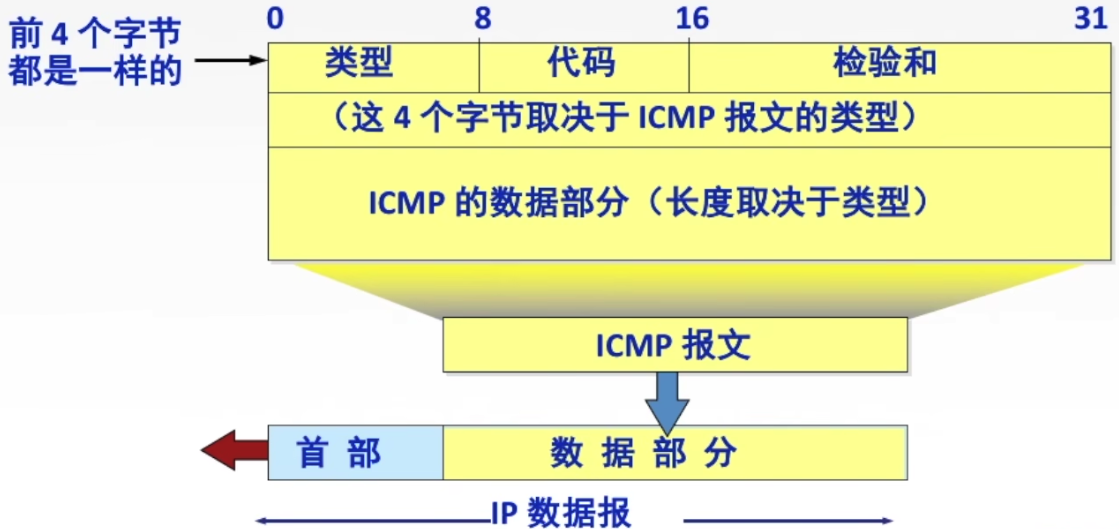 0 8 16 31
前 4 个字节
都是一样的
类型 代码 检验和
（这 4 个字节取决于 ICMP 报文的类型）
ICMP 的数据部分（长度取决于类型）
ICMP 报文
首 部 数 据 部 分
IP 数据报